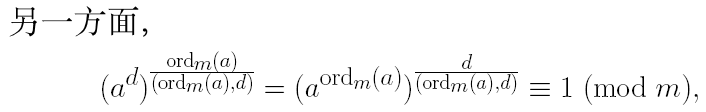 另一方面,
$(a^d)^{\frac{\mathrm{ord}_m(a)}{(\mathrm{ord}_m(a),d)}} = (a^{\mathrm{ord}_m(a)})^{\frac{d}{(\mathrm{ord}_m(a),d)}} \equiv 1 \pmod{m},$